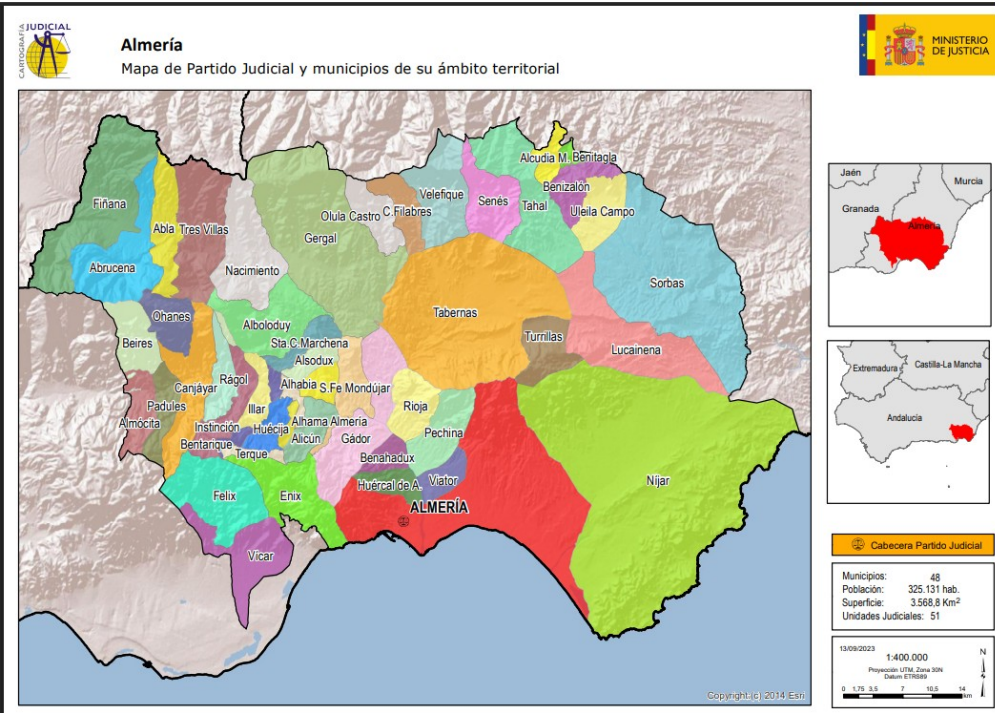 CARTOGRAFÍA
JUDICIAL
Almería
Mapa de Partido Judicial y municipios de su ámbito territorial
MINISTERIO
DE JUSTICIA
Alcudia M. Benitagla
Fiñana
Velefique
Senés
Benizalón
Olula Castro
C.Filabres
Tahal
Uleila Campo
Abla
Tres Villas
Gergal
Abrucena
Nacimiento
Sorbas
Tabernas
Ohanes
Alboloduy
Turrillas
Beires
Sta.C.Marchena
Lucainena
Alsodux
Canjáyar
Rágol
Alhabia
S.Fe Mondújar
Padules
Illar
Rioja
Almócita
Instinción
Huécija
Alhama Almería
Bentarique
Alicún
Gádor
Pechina
Terque
Benahadux
Felix
Enix
Huércal de A.
Viator
Níjar
ALMERÍA
Vicar
Copyright:(c) 2014 Esri
Jaén
Murcia
Granada
Almería
Extremadura
Castilla-La Mancha
Andalucía
Cabecera Partido Judicial
Municipios: 48
Población: 325.131 hab.
Superficie: 3.568,8 Km²
Unidades Judiciales: 51
13/09/2023
1:400.000
N
Proyección UTM, Zona 30N
Datum ETRS89
0 1,75 3,5 7 10,5 14
km